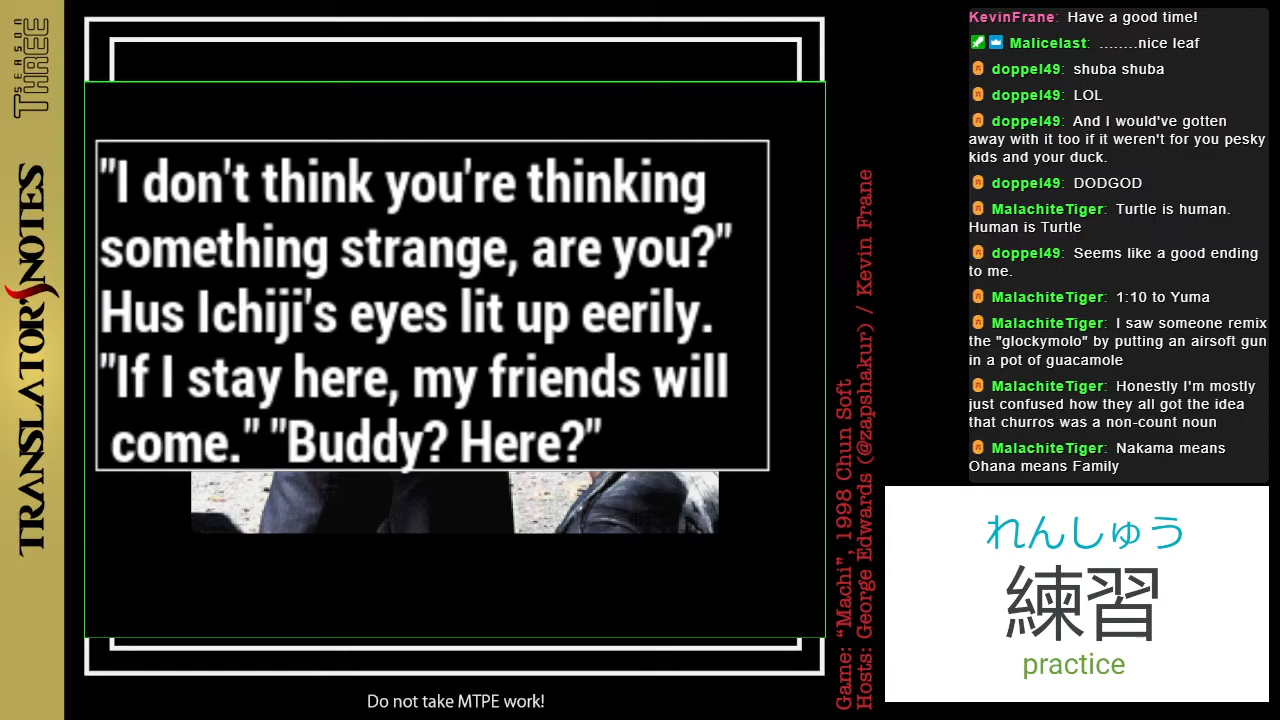 SEASON
THREE
TRANSLATOR'S NOTES
"I don't think you're thinking
something strange, are you?"
Hus Ichiji's eyes lit up eerily.
"If stay here, my friends will
come." "Buddy? Here?"
Do not take MTPE work!
Game: "Machi", 1998 Chun Soft
Hosts: George Edwards (@zapshakur) / Kevin Frane
KevinFrane: Have a good time!
Malicelast: ........nice leaf
doppel49: shuba shuba
doppel49: LOL
doppel49: And I would've gotten
away with it too if it weren't for you pesky
kids and your duck.
doppel49: DODGOD
MalachiteTiger: Turtle is human.
Human is Turtle
doppel49: Seems like a good ending
to me.
MalachiteTiger: 1:10 to Yuma
MalachiteTiger: I saw someone remix
the "glockymolo" by putting an airsoft gun
in a pot of guacamole
MalachiteTiger: Honestly I'm mostly
just confused how they all got the idea
that churros was a non-count noun
MalachiteTiger: Nakama means
Ohana means Family
れんしゅう
練習
practice